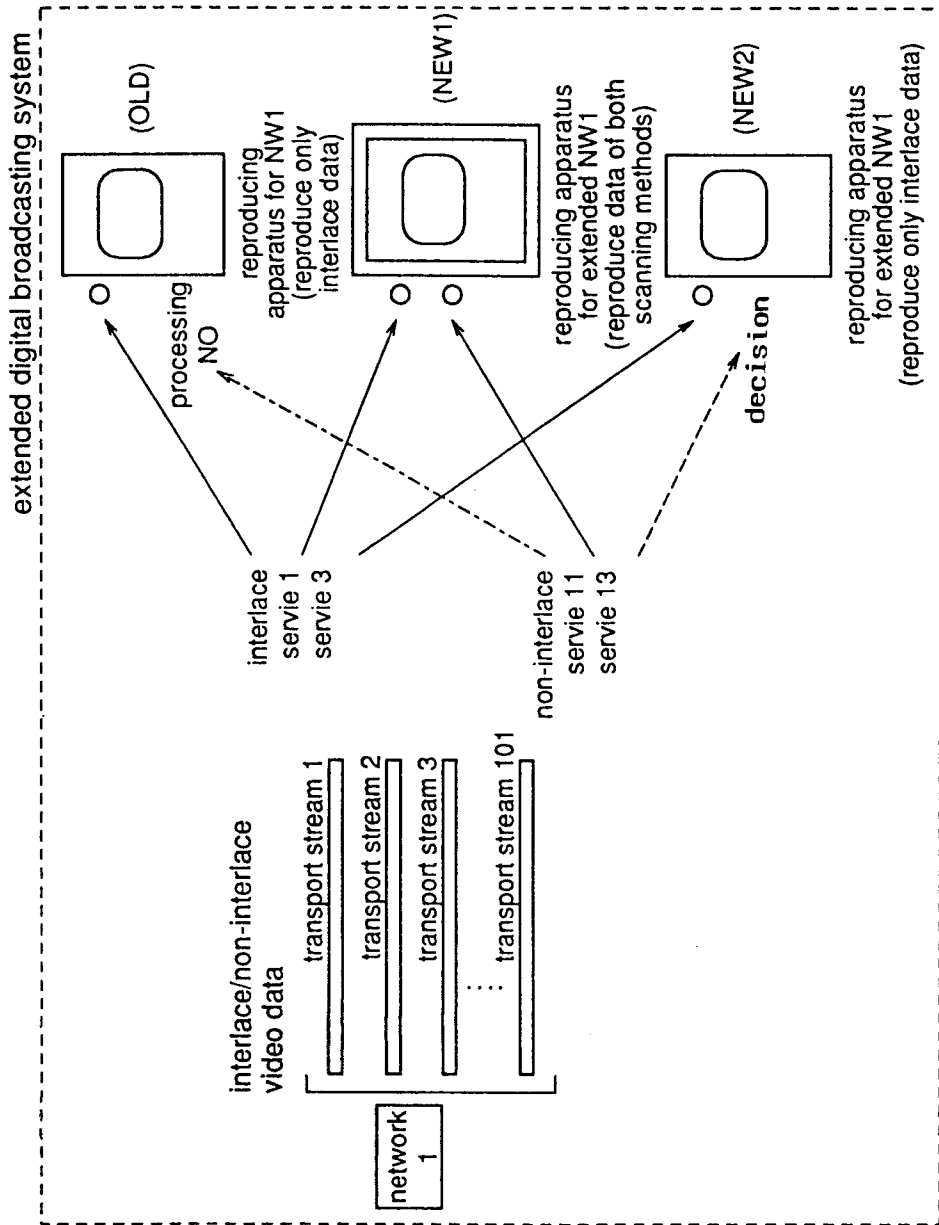 extended digital broadcasting system
network
1
interlace/non-interlace
video data
transport stream 1
transport stream 2
transport stream 3
transport stream 101
interlace
servie 1
servie 3
non-interlace
servie 11
servie 13
processing
NO
(OLD)
reproducing
apparatus for NW1
(reproduce only
interlace data)
(NEW1)
reproducing apparatus
for extended NW1
(reproduce data of both
scanning methods)
decision
(NEW2)
reproducing apparatus
for extended NW1
(reproduce only interlace data)